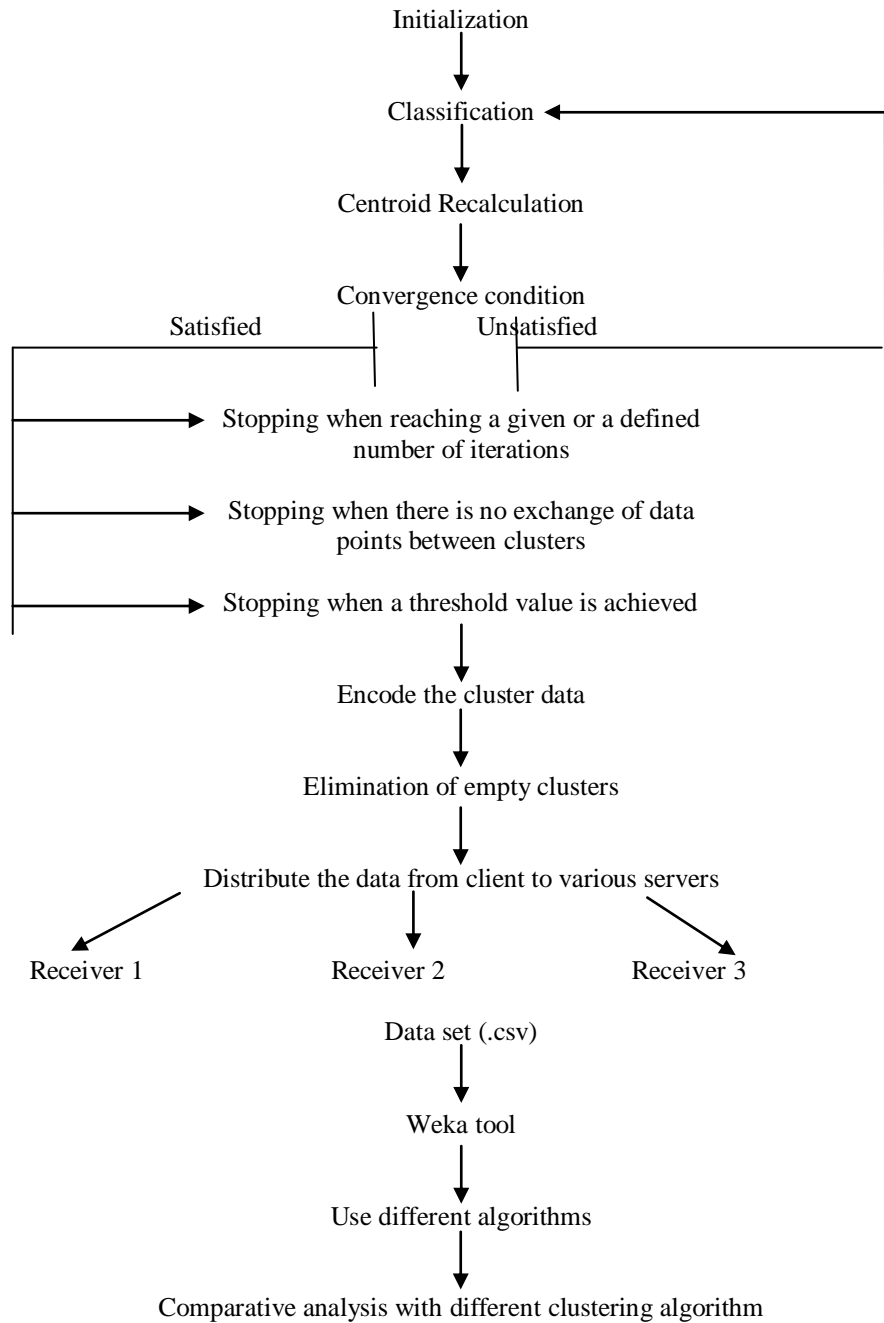 Initialization
Classification
Centroid Recalculation
Convergence condition
Satisfied
Unsatisfied
Stopping when reaching a given or a defined
number of iterations
Stopping when there is no exchange of data
points between clusters
Stopping when a threshold value is achieved
Encode the cluster data
Elimination of empty clusters
Distribute the data from client to various servers
Receiver 1
Receiver 2
Receiver 3
Data set (.csv)
Weka tool
Use different algorithms
Comparative analysis with different clustering algorithm